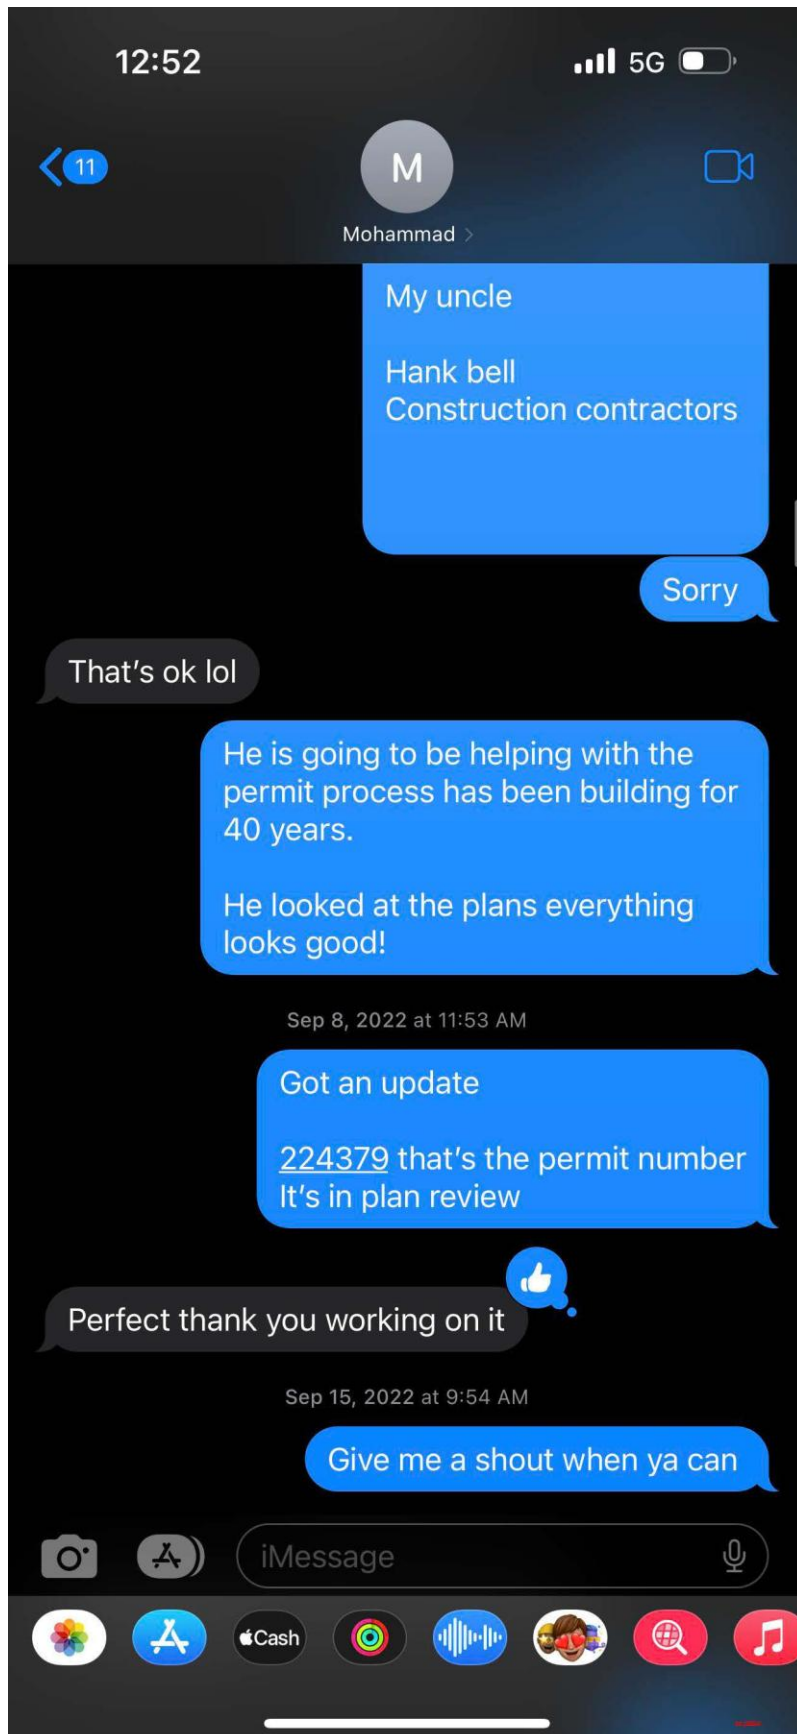 12:52
5G
11
M
Mohammad
My uncle
Hank bell
Construction contractors
Sorry
That's ok lol
He is going to be helping with the
permit process has been building for
40 years.
He looked at the plans everything
looks good!
Sep 8, 2022 at 11:53 AM
Got an update
224379 that's the permit number
It's in plan review
Perfect thank you working on it
Sep 15, 2022 at 9:54 AM
Give me a shout when ya can
iMessage
Cash